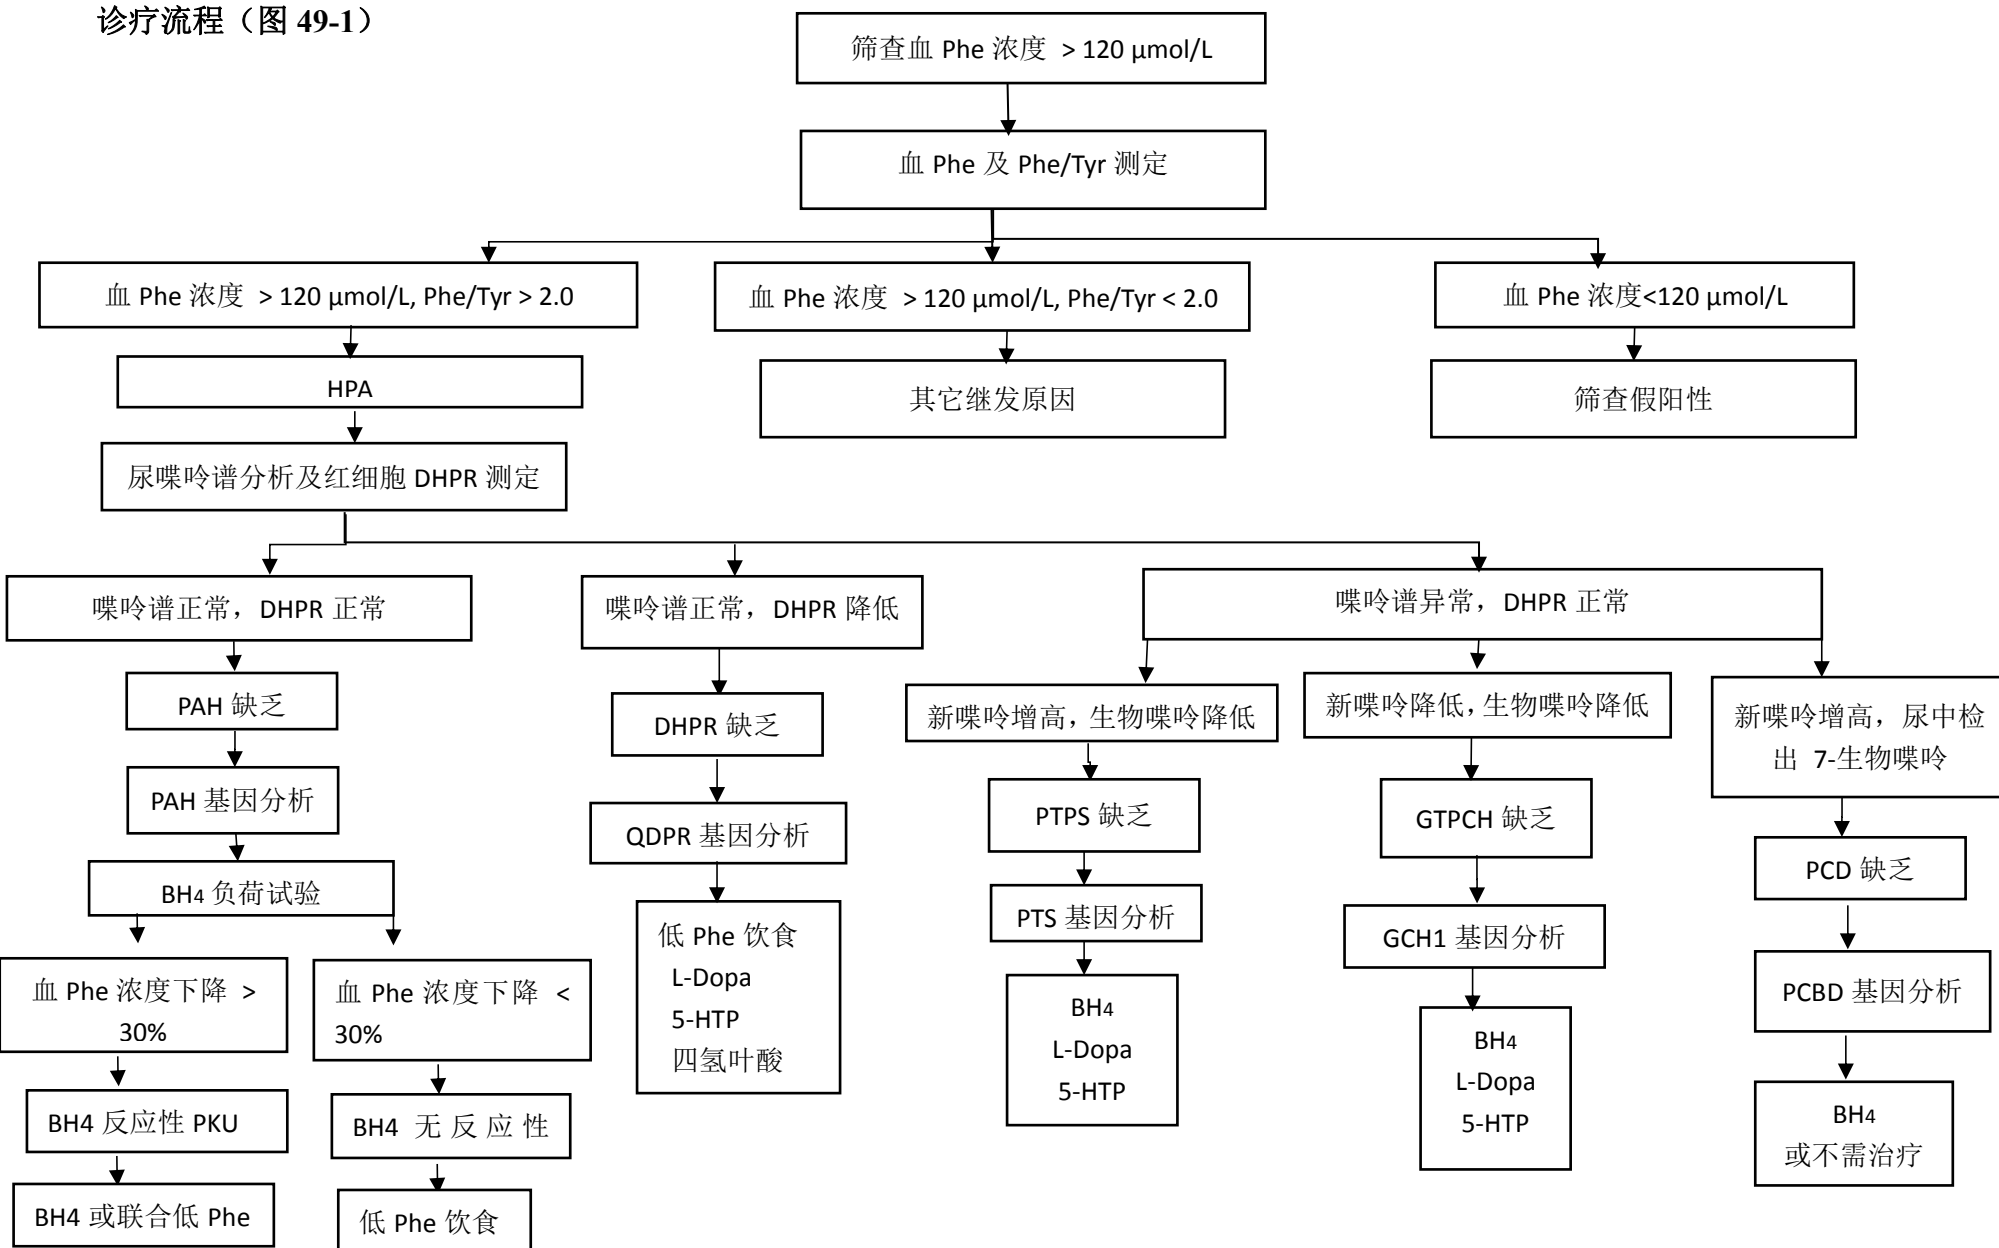 诊疗流程（图 49-1）
筛查血 Phe 浓度 > 120 μmol/L
血 Phe 及 Phe/Tyr 测定
血 Phe 浓度 > 120 μmol/L, Phe/Tyr > 2.0
血 Phe 浓度 > 120 μmol/L, Phe/Tyr < 2.0
血 Phe 浓度<120 μmol/L
HPA
其它继发原因
筛查假阳性
尿喋呤谱分析及红细胞 DHPR 测定
喋呤谱正常，DHPR 正常
喋呤谱正常，DHPR 降低
喋呤谱异常，DHPR 正常
PAH 缺乏
DHPR 缺乏
新喋呤增高，生物喋呤降低
新喋呤降低，生物喋呤降低
新喋呤增高，尿中检
出 7-生物喋呤
PAH 基因分析
QDPR 基因分析
PTPS 缺乏
GTPCH 缺乏
PCD 缺乏
BH4 负荷试验
低 Phe 饮食
L-Dopa
5-HTP
四氢叶酸
PTS 基因分析
GCH1 基因分析
PCBD 基因分析
血 Phe 浓度下降 >
30%
血 Phe 浓度下降 <
30%
BH4
L-Dopa
5-HTP
BH4
L-Dopa
5-HTP
BH4
或不需治疗
BH4 反应性 PKU
BH4 无 反 应 性
BH4 或联合低 Phe
低 Phe 饮食